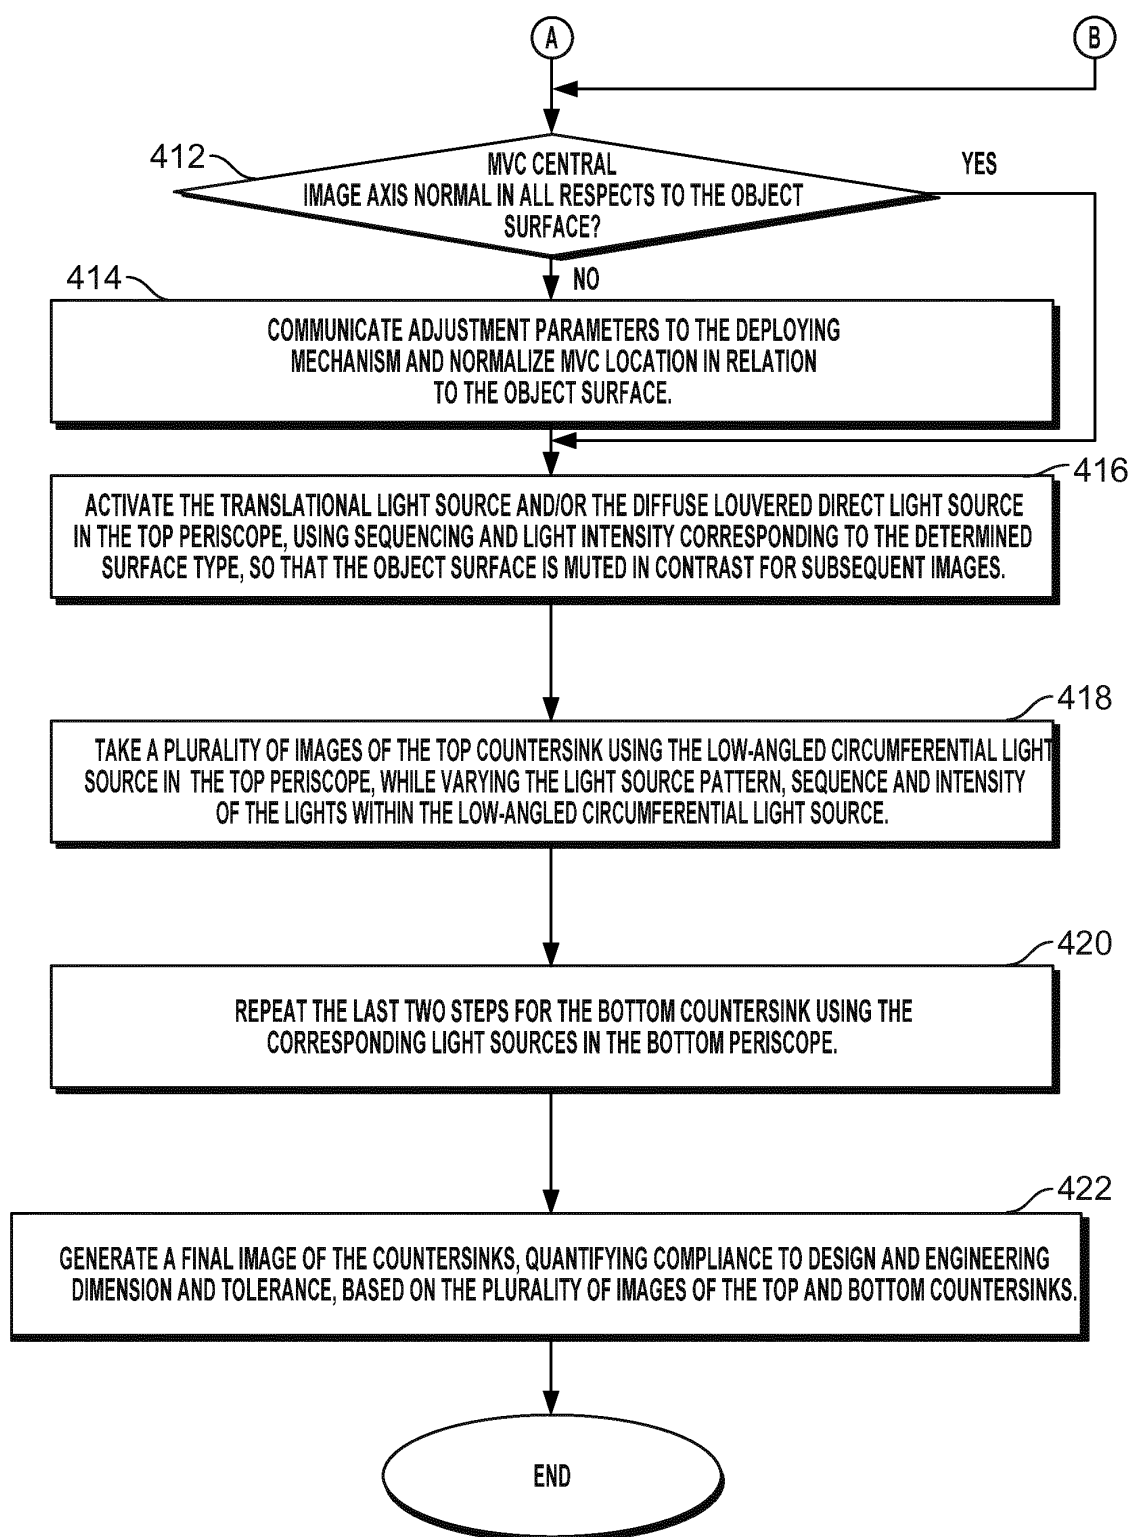 A
B
412
MVC CENTRAL
IMAGE AXIS NORMAL IN ALL RESPECTS TO THE OBJECT
SURFACE?
YES
NO
414
COMMUNICATE ADJUSTMENT PARAMETERS TO THE DEPLOYING
MECHANISM AND NORMALIZE MVC LOCATION IN RELATION
TO THE OBJECT SURFACE.
416
ACTIVATE THE TRANSLATIONAL LIGHT SOURCE AND/OR THE DIFFUSE LOUVERED DIRECT LIGHT SOURCE
IN THE TOP PERISCOPE, USING SEQUENCING AND LIGHT INTENSITY CORRESPONDING TO THE DETERMINED
SURFACE TYPE, SO THAT THE OBJECT SURFACE IS MUTED IN CONTRAST FOR SUBSEQUENT IMAGES.
418
TAKE A PLURALITY OF IMAGES OF THE TOP COUNTERSINK USING THE LOW-ANGLED CIRCUMFERENTIAL LIGHT
SOURCE IN THE TOP PERISCOPE, WHILE VARYING THE LIGHT SOURCE PATTERN, SEQUENCE AND INTENSITY
OF THE LIGHTS WITHIN THE LOW-ANGLED CIRCUMFERENTIAL LIGHT SOURCE.
420
REPEAT THE LAST TWO STEPS FOR THE BOTTOM COUNTERSINK USING THE
CORRESPONDING LIGHT SOURCES IN THE BOTTOM PERISCOPE.
422
GENERATE A FINAL IMAGE OF THE COUNTERSINKS, QUANTIFYING COMPLIANCE TO DESIGN AND ENGINEERING
DIMENSION AND TOLERANCE, BASED ON THE PLURALITY OF IMAGES OF THE TOP AND BOTTOM COUNTERSINKS.
END